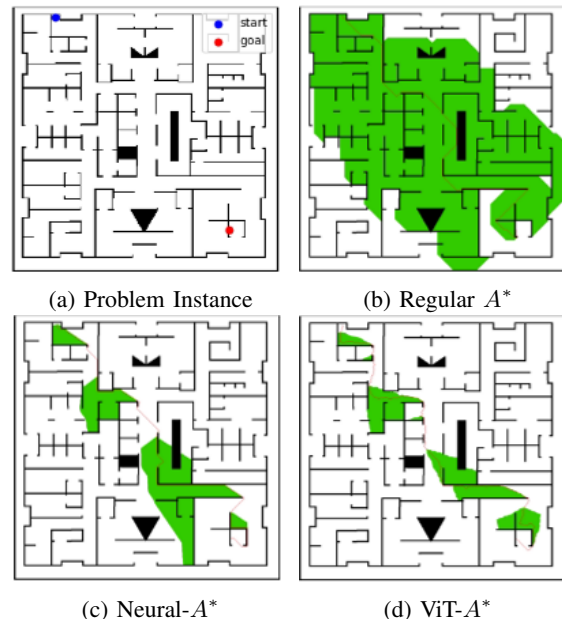 start
goal
(a) Problem Instance
(b) Regular A*
(c) Neural-A*
(d) ViT-A*